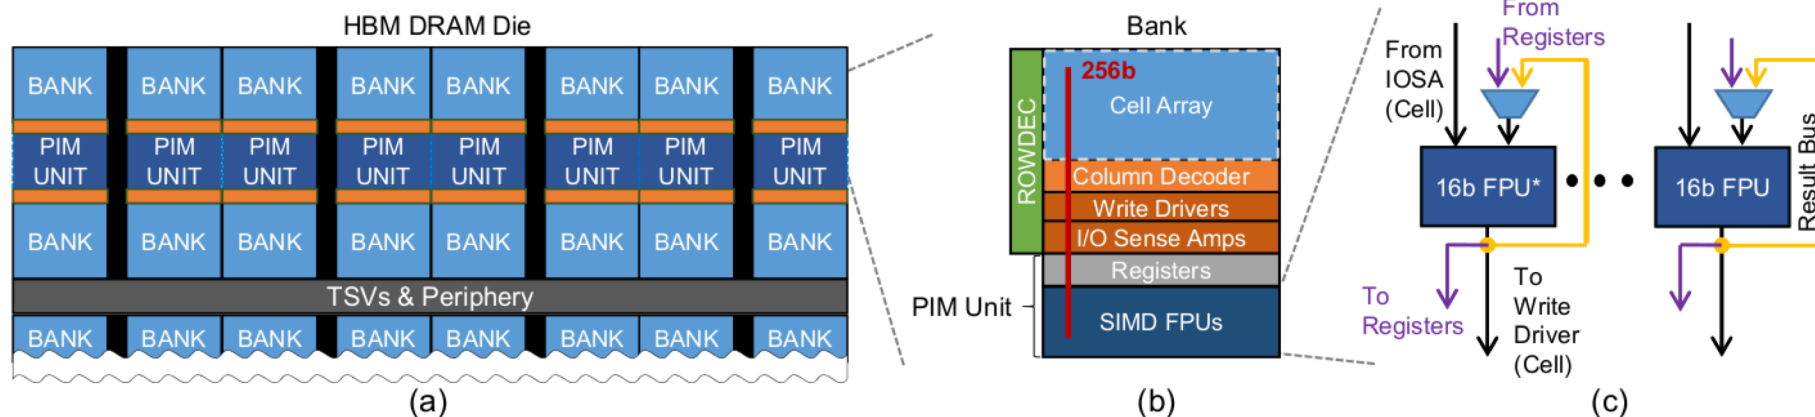 HBM DRAM Die
BANK BANK BANK BANK BANK BANK BANK BANK
PIM UNIT PIM UNIT PIM UNIT PIM UNIT PIM UNIT PIM UNIT PIM UNIT PIM UNIT
BANK BANK BANK BANK BANK BANK BANK BANK
TSVs & Periphery
BANK BANK BANK BANK BANK BANK BANK BANK
(a)
Bank
ROWDEC
256b
Cell Array
Column Decoder
Write Drivers
I/O Sense Amps
Registers
SIMD FPUs
PIM Unit
(b)
From
Registers
From
IOSA
(Cell)
16b FPU*
16b FPU
Result Bus
To
Registers
To
Write
Driver
(Cell)
(c)